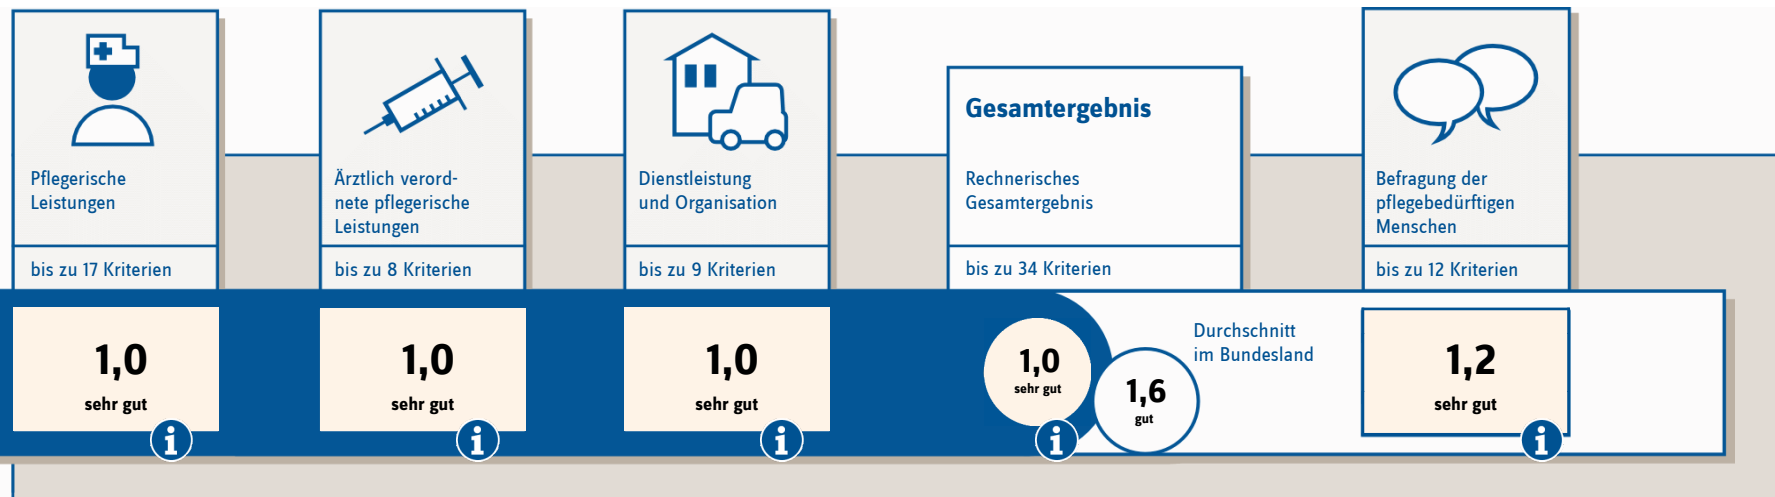 Pflegerische
Leistungen
bis zu 17 Kriterien
1,0
sehr gut
i
Ärztlich verord-
nete pflegerische
Leistungen
bis zu 8 Kriterien
1,0
sehr gut
i
Dienstleistung
und Organisation
bis zu 9 Kriterien
1,0
sehr gut
i
Gesamtergebnis
Rechnerisches
Gesamtergebnis
bis zu 34 Kriterien
1,0
sehr gut
i
1,6
gut
Durchschnitt
im Bundesland
Befragung der
pflegebedürftigen
Menschen
bis zu 12 Kriterien
1,2
sehr gut
i